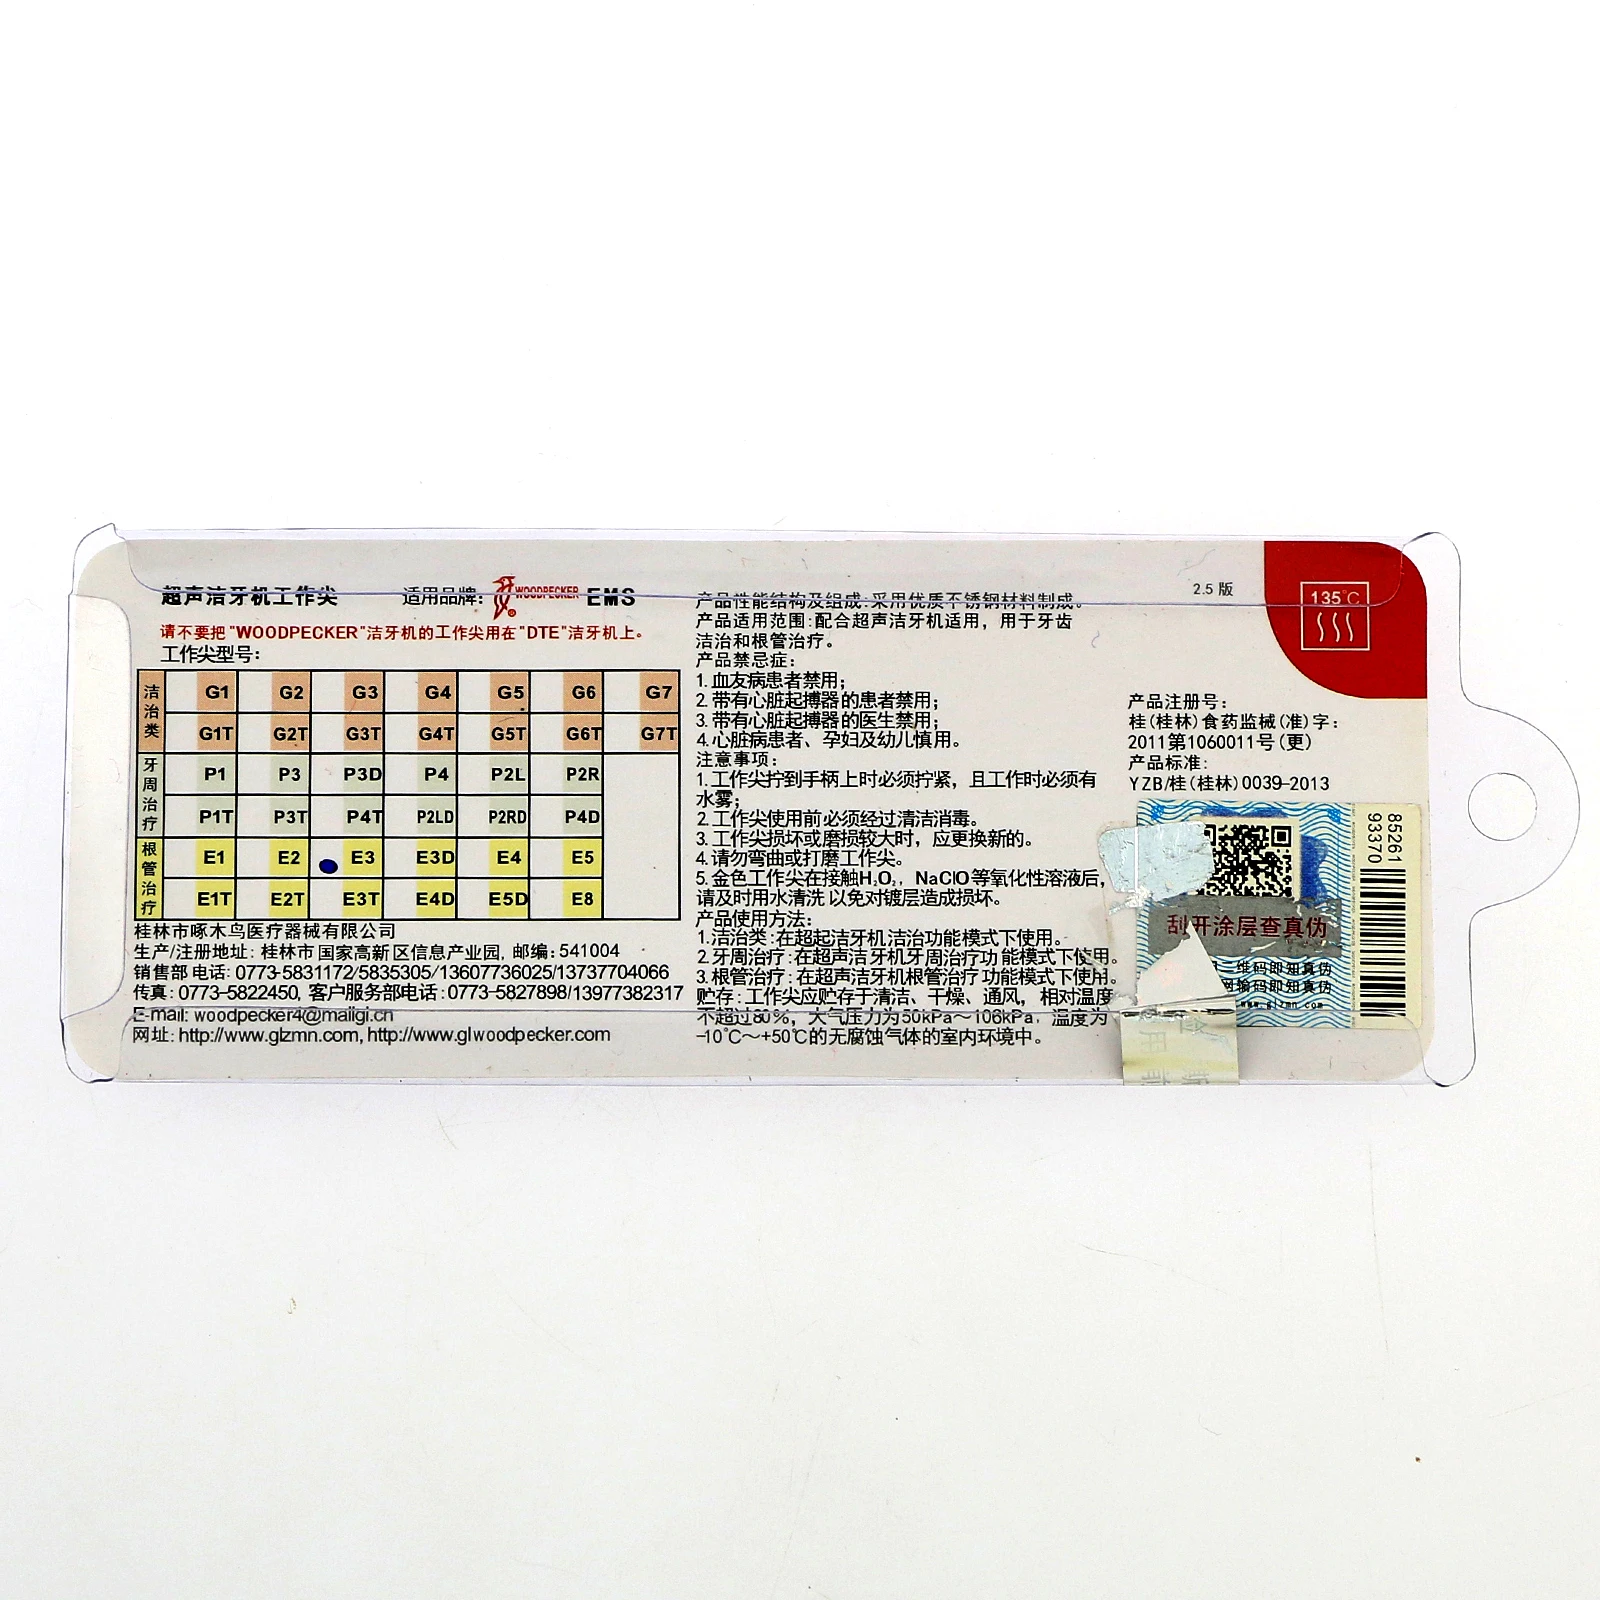 超声洁牙机工作尖 适用品牌: WOODPECKER EMS
请不要把"WOODPECKER"洁牙机的工作尖用在"DTE"洁牙机上。
工作尖型号:
洁治类
G1 G2 G3 G4 G5 G6 G7
G1T G2T G3T G4T G5T G6T G7T
牙周治疗
P1 P3 P3D P4 P2L P2R
P1T P3T P4T P2LD P2RD P4D
根管治疗
E1 E2 E3 E3D E4 E5
E1T E2T E3T E4D E5D E8
桂林市啄木鸟医疗器械有限公司
生产/注册地址: 桂林市国家高新区信息产业园, 邮编: 541004
销售部 电话: 0773-5831172/5835305/13607736025/13737704066
传真: 0773-5822450, 客户服务部电话: 0773-5827898/13977382317
E-mail: woodpecker4@mailgl.cn
网址: http://www.glzmn.com, http://www.glwoodpecker.com
产品性能结构及组成:采用优质不锈钢材料制成。
产品适用范围:配合超声洁牙机适用，用于牙齿
洁治和根管治疗。
产品禁忌症:
1.血友病患者禁用;
2.带有心脏起搏器的患者禁用;
3.带有心脏起搏器的医生禁用;
4.心脏病患者、孕妇及幼儿慎用。
注意事项:
1.工作尖拧到手柄上时必须拧紧，且工作时必须有
水雾;
2.工作尖使用前必须经过清洁消毒。
3.工作尖损坏或磨损较大时，应更换新的。
4.请勿弯曲或打磨工作尖。
5.金色工作尖在接触H₂O₂，NaClO等氧化性溶液后，
请及时用水清洗 以免对镀层造成损坏。
产品使用方法:
1.洁治类:在超起洁牙机洁治功能模式下使用。
2.牙周治疗:在超声洁牙机牙周治疗功能模式下使用。
3.根管治疗:在超声洁牙机根管治疗功能模式下使用。
贮存:工作尖应贮存于清洁、干燥、通风，相对温度
不超过80%，大气压力为50kPa～106kPa，温度为
-10℃～+50℃的无腐蚀气体的室内环境中。
2.5 版
135℃
产品注册号:
桂(桂林)食药监械(准)字:
2011第1060011号(更)
产品标准:
YZB/桂(桂林)0039-2013
85261
93370
刮开涂层查真伪
维码即知真伪
网输码即知真伪
www.glzmn.com